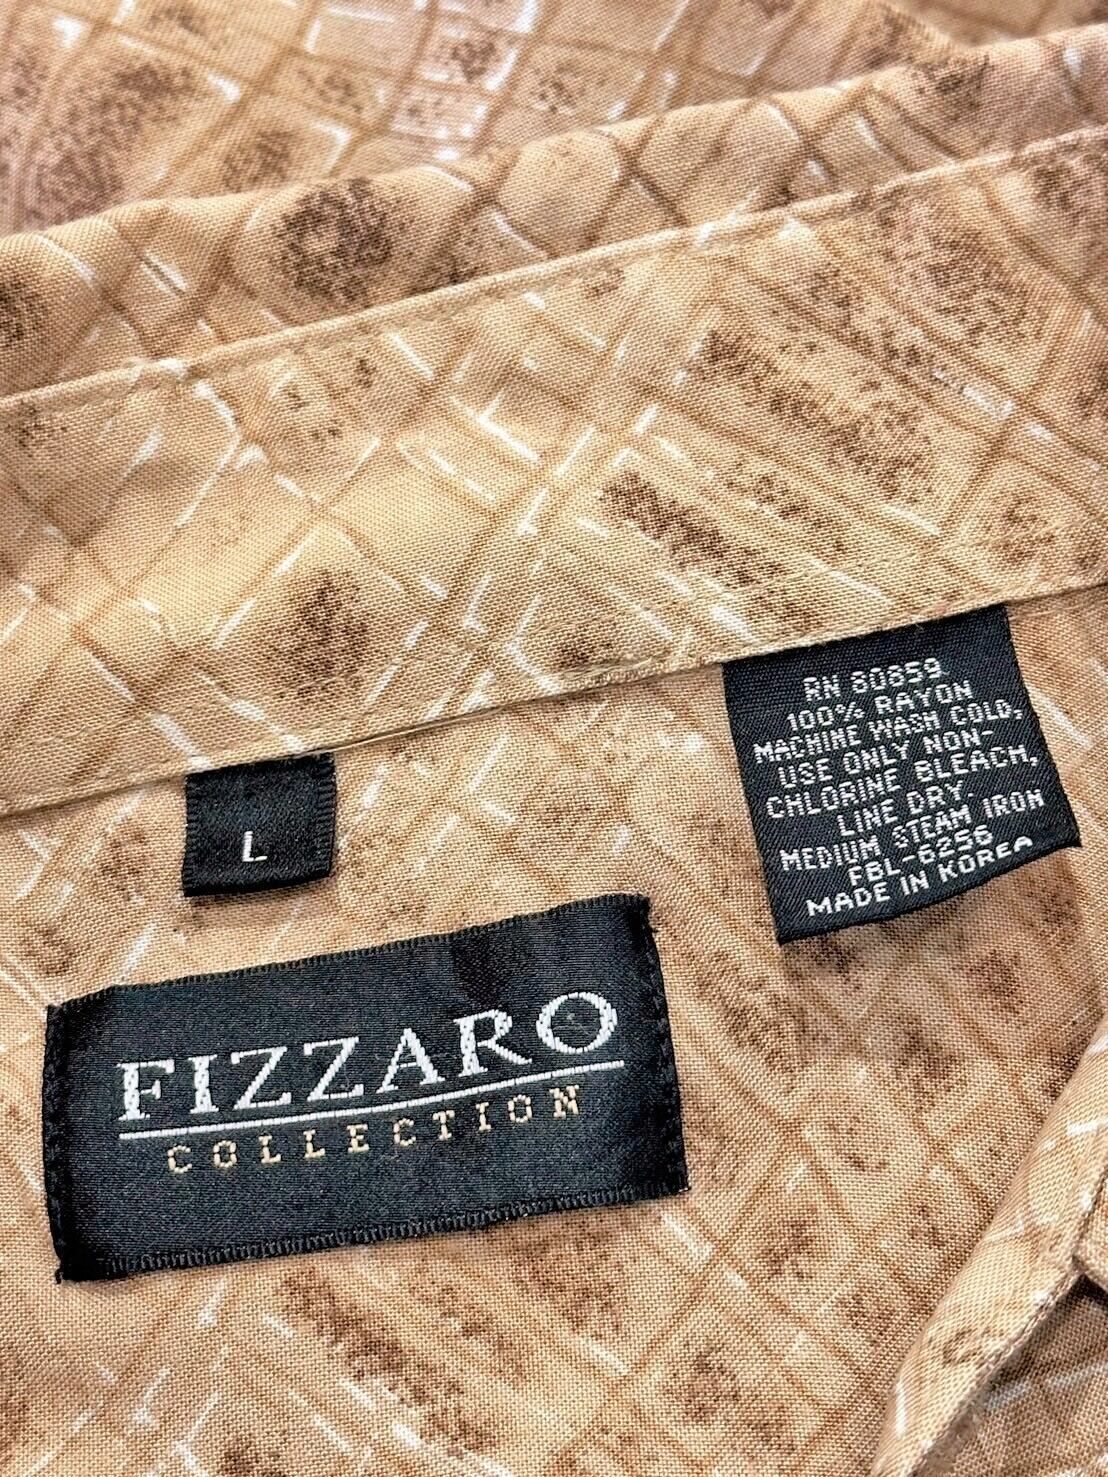 RN 80859
100% RAYON
MACHINE WASH COLD,
USE ONLY NON-
CHLORINE BLEACH,
LINE DRY,
MEDIUM STEAM IRON
FBL-6256
MADE IN KOREA
L
FIZZARO
COLLECTION